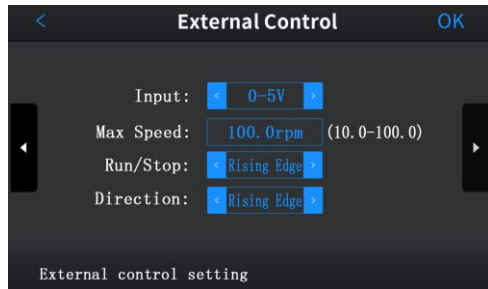 External Control OK
Input: 0-5V
Max Speed: 100.0rpm (10.0-100.0)
Run/Stop: Rising Edge
Direction: Rising Edge
External control setting